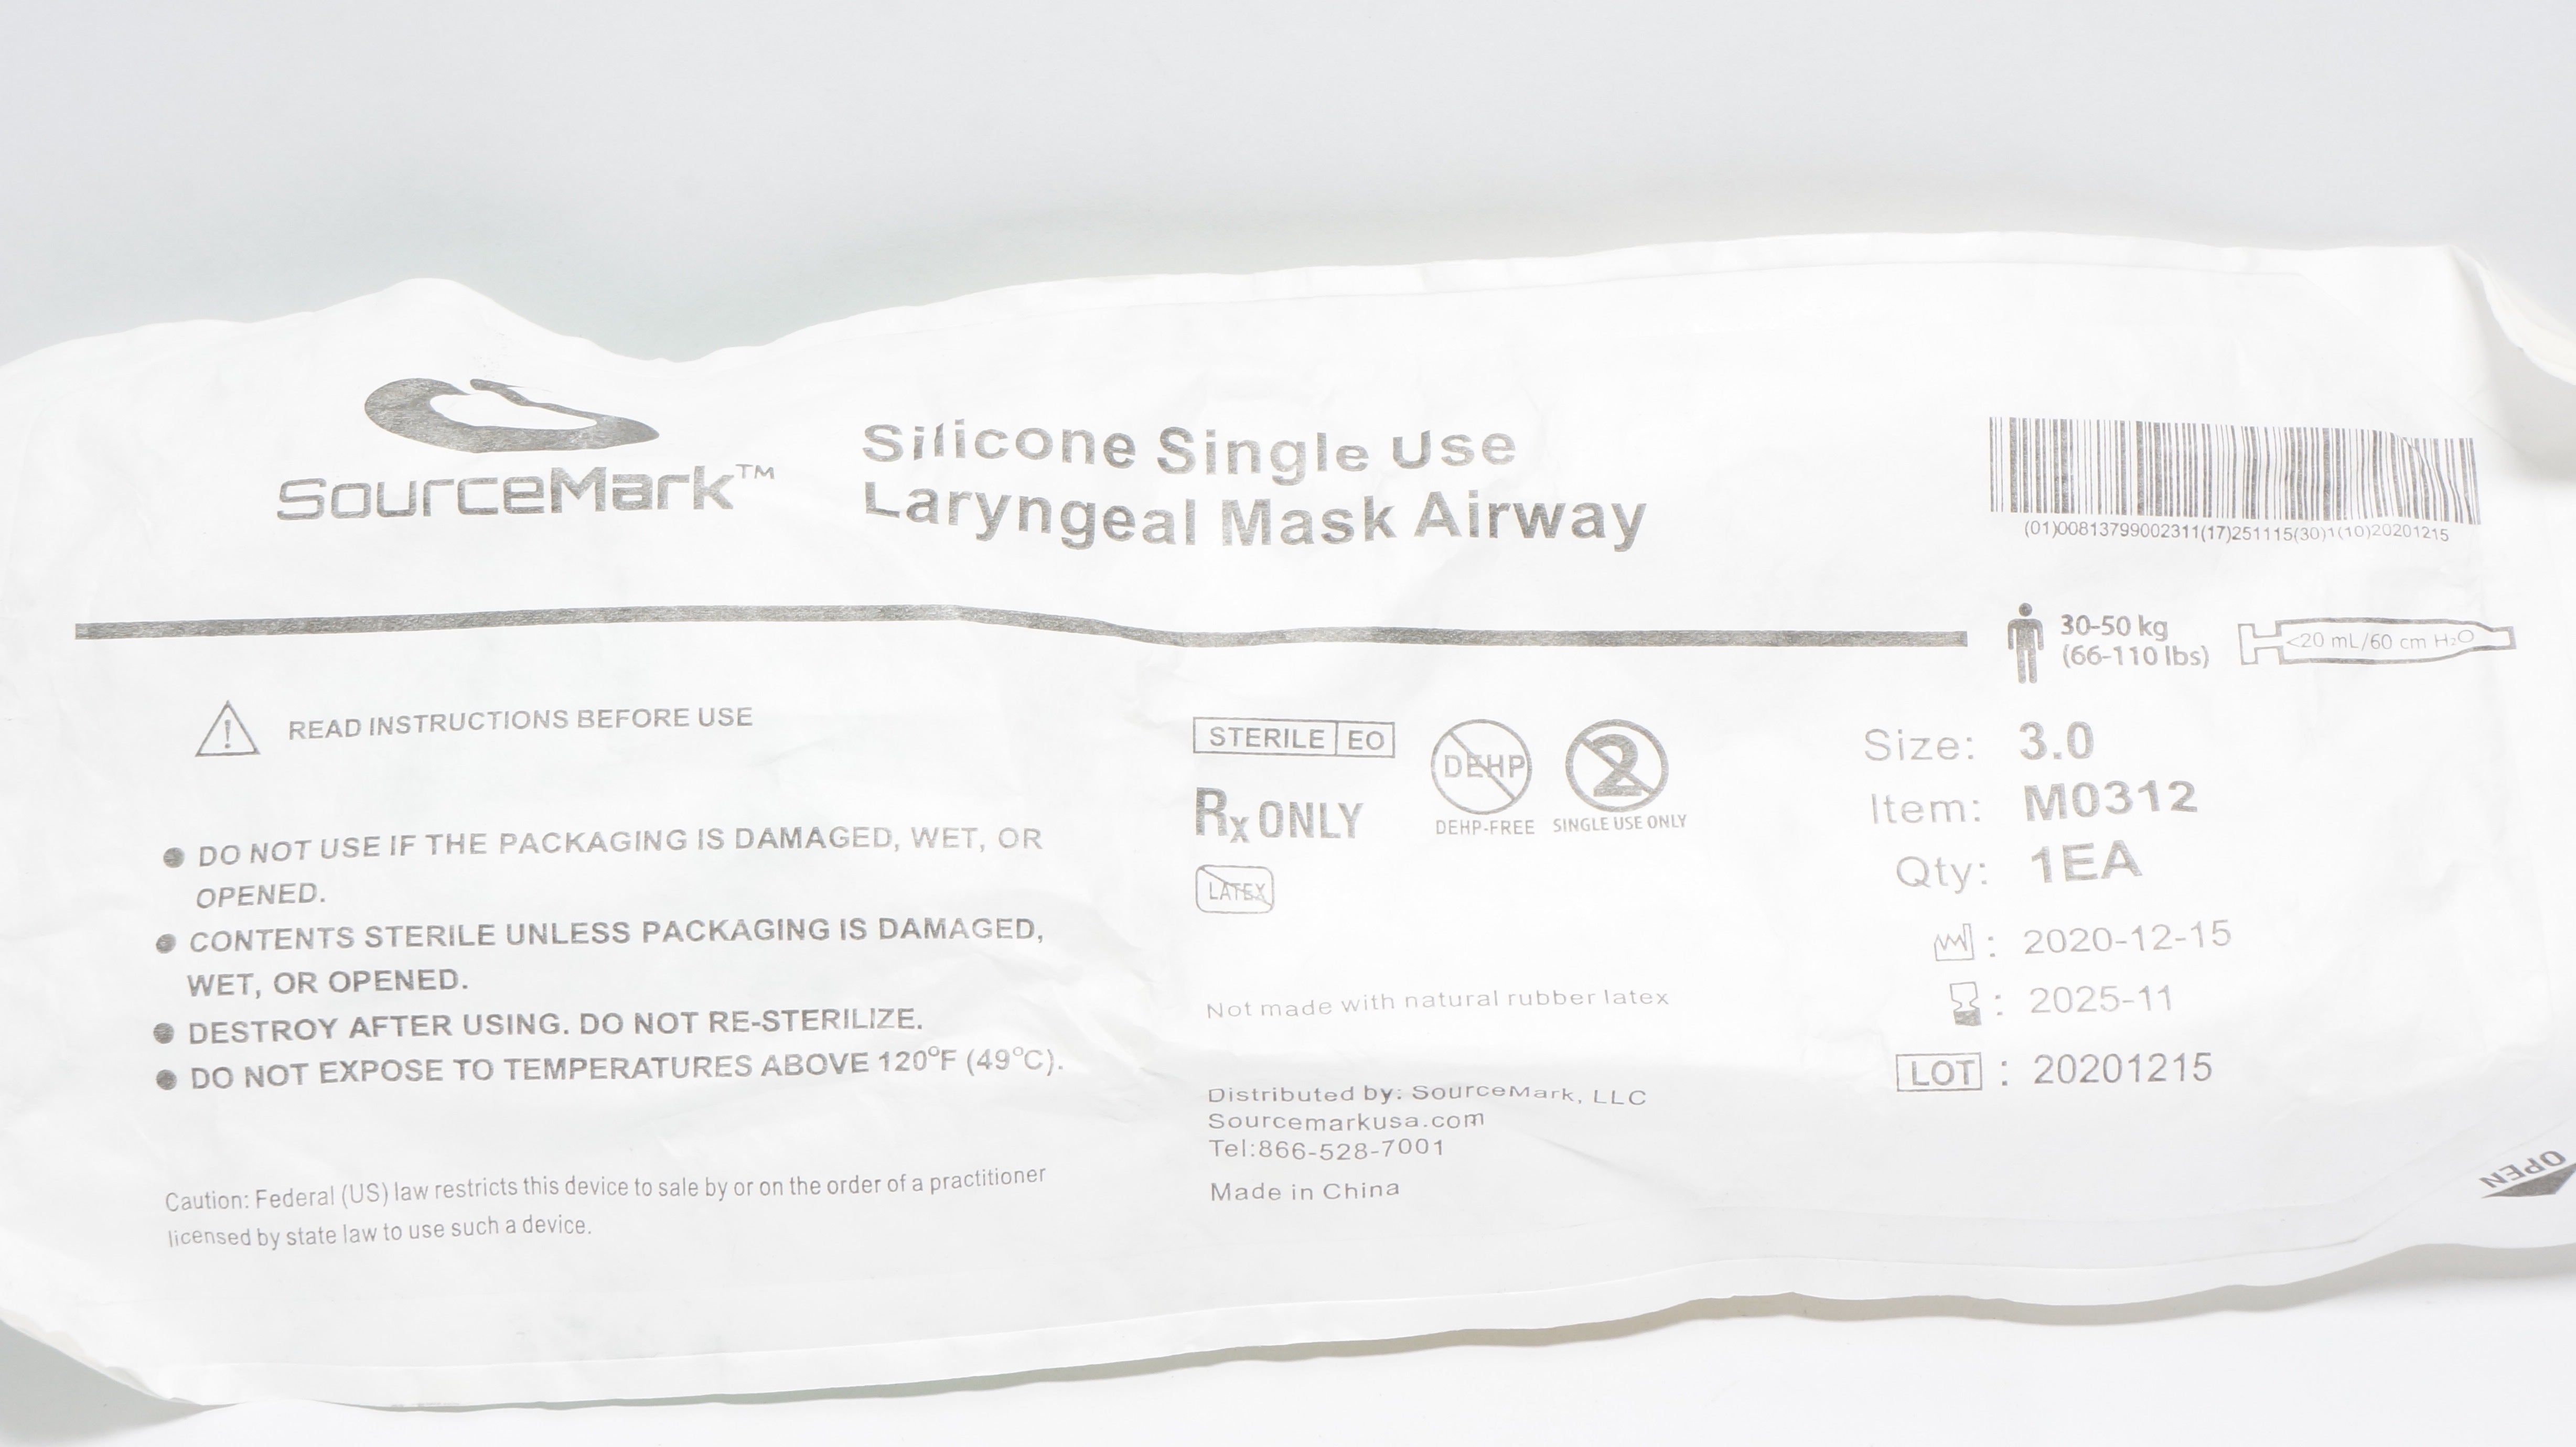 SourceMark™
Silicone Single Use
Laryngeal Mask Airway
(01)00813799002311(17)251115(30)1(10)20201215
30-50 kg
(66-110 lbs)
<20 mL/60 cm H₂O
READ INSTRUCTIONS BEFORE USE
DO NOT USE IF THE PACKAGING IS DAMAGED, WET, OR
OPENED.
CONTENTS STERILE UNLESS PACKAGING IS DAMAGED,
WET, OR OPENED.
DESTROY AFTER USING. DO NOT RE-STERILIZE.
DO NOT EXPOSE TO TEMPERATURES ABOVE 120°F (49°C).
Caution: Federal (US) law restricts this device to sale by or on the order of a practitioner
licensed by state law to use such a device.
STERILE EO
Rx ONLY
LATEX
DEHP
DEHP-FREE
2
SINGLE USE ONLY
Not made with natural rubber latex
Distributed by: SourceMark, LLC
Sourcemarkusa.com
Tel:866-528-7001
Made in China
Size: 3.0
Item: M0312
Qty: 1EA
: 2020-12-15
: 2025-11
LOT : 20201215
OPEN